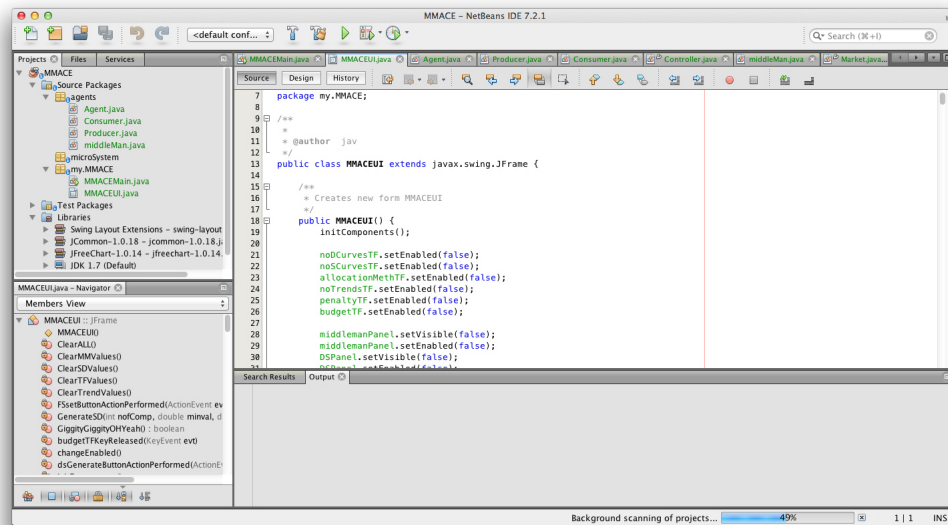 MMACE – NetBeans IDE 7.2.1
<default conf...
Search (⌘+I)
Projects Files Services
MMACE
Source Packages
agents
Agent.java
Consumer.java
Producer.java
middleMan.java
microSystem
my.MMACE
MMACEMain.java
MMACEUI.java
Test Packages
Libraries
Swing Layout Extensions – swing-layout
JCommon-1.0.18 – jcommon-1.0.18.j
JFreeChart-1.0.14 – jfreechart-1.0.14.
JDK 1.7 (Default)
MMACEUI.java – Navigator
Members View
MMACEUI :: JFrame
MMACEUI()
ClearALL()
ClearMMValues()
ClearSDValues()
ClearTFValues()
ClearTrendValues()
FSsetButtonActionPerformed(ActionEvent ev
GenerateSD(int nofComp, double minval, d
GiggityGiggityOHYeah() : boolean
budgetTFKeyReleased(KeyEvent evt)
changeEnabled()
dsGenerateButtonActionPerformed(ActionE
MMACEMain.java MMACEUI.java Agent.java Producer.java Consumer.java Controller.java middleMan.java Market.java...
Source Design History
7 package my.MMACE;
8
9 /**
10 *
11 * @author jav
12 */
13 public class MMACEUI extends javax.swing.JFrame {
14
15 /**
16 * Creates new form MMACEUI
17 */
18 public MMACEUI() {
19 initComponents();
20
21 noDCurvesTF.setEnabled(false);
22 noSCurvesTF.setEnabled(false);
23 allocationMethTF.setEnabled(false);
24 noTrendsTF.setEnabled(false);
25 penaltyTF.setEnabled(false);
26 budgetTF.setEnabled(false);
27
28 middlemanPanel.setVisible(false);
29 middlemanPanel.setEnabled(false);
30 DSPanel.setVisible(false);
31 DSPanel.setEnabled(false);
Search Results Output
Background scanning of projects... 49% 1 | 1 INS